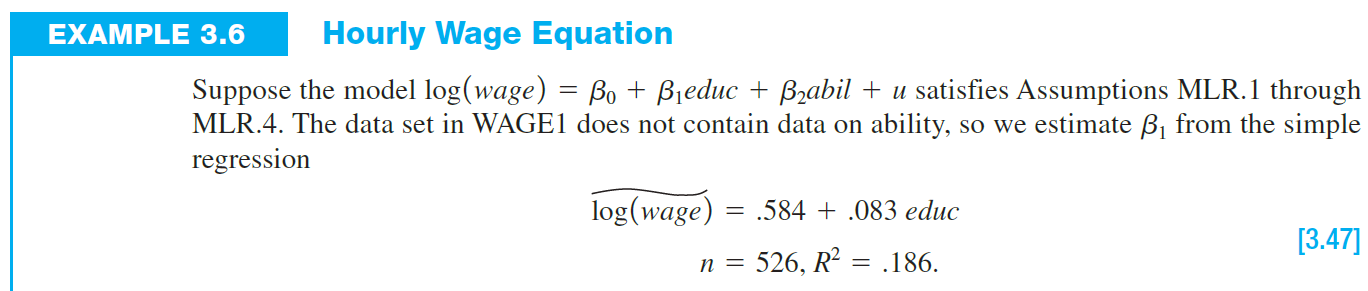 EXAMPLE 3.6 Hourly Wage Equation
Suppose the model log(wage) = β₀ + β₁educ + β₂abil + u satisfies Assumptions MLR.1 through
MLR.4. The data set in WAGE1 does not contain data on ability, so we estimate β₁ from the simple
regression
log(wage) = .584 + .083 educ
n = 526, R² = .186.
[3.47]